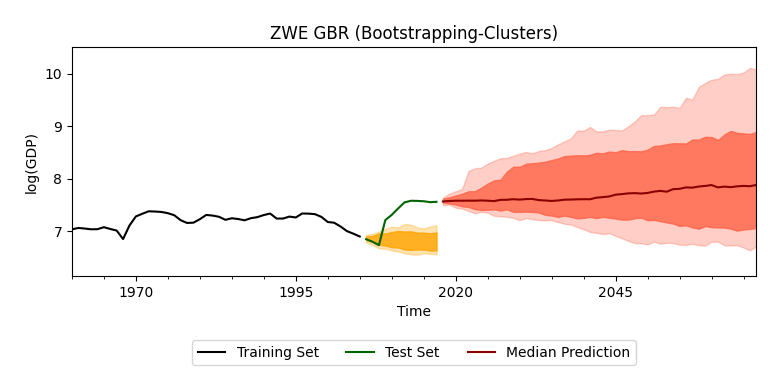 ZWE GBR (Bootstrapping-Clusters)
log(GDP)
10
9
8
7
1970
1995
2020
2045
Time
Training Set
Test Set
Median Prediction